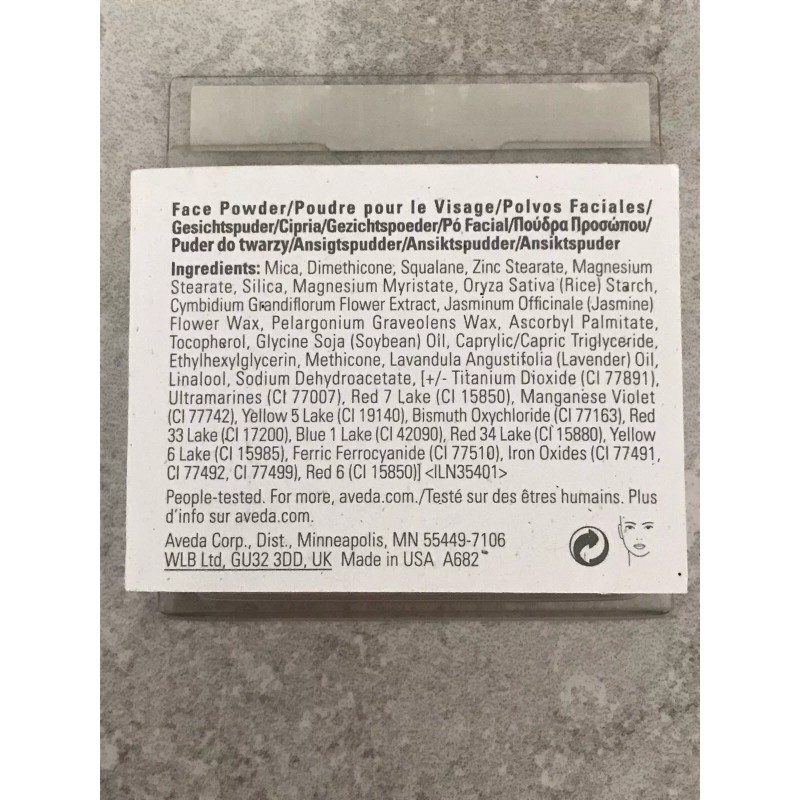 Face Powder/Poudre pour le Visage/Polvos Faciales/
Gesichtspuder/Cipria/Gezichtspoeder/Pó Facial/Πούδρα Προσώπου/
Puder do twarzy/Ansigtspudder/Ansiktspudder/Ansiktspuder
Ingredients: Mica, Dimethicone, Squalane, Zinc Stearate, Magnesium
Stearate, Silica, Magnesium Myristate, Oryza Sativa (Rice) Starch,
Cymbidium Grandiflorum Flower Extract, Jasminum Officinale (Jasmine)
Flower Wax, Pelargonium Graveolens Wax, Ascorbyl Palmitate,
Tocopherol, Glycine Soja (Soybean) Oil, Caprylic/Capric Triglyceride,
Ethylhexylglycerin, Methicone, Lavandula Angustifolia (Lavender) Oil,
Linalool, Sodium Dehydroacetate, [+/- Titanium Dioxide (CI 77891),
Ultramarines (CI 77007), Red 7 Lake (CI 15850), Manganese Violet
(CI 77742), Yellow 5 Lake (CI 19140), Bismuth Oxychloride (CI 77163), Red
33 Lake (CI 17200), Blue 1 Lake (CI 42090), Red 34 Lake (CI 15880), Yellow
6 Lake (CI 15985), Ferric Ferrocyanide (CI 77510), Iron Oxides (CI 77491,
CI 77492, CI 77499), Red 6 (CI 15850)] <ILN35401>
People-tested. For more, aveda.com./Testé sur des êtres humains. Plus
d'info sur aveda.com.
Aveda Corp., Dist., Minneapolis, MN 55449-7106
WLB Ltd, GU32 3DD, UK Made in USA A682